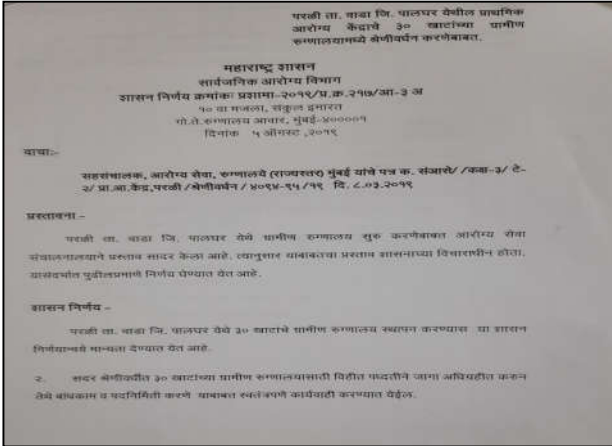 परळी ता. वाडा जि. पालघर येथील प्राथमिक
आरोग्य केंद्राचे ३० खाटांच्या ग्रामीण
रुग्णालयामध्ये श्रेणीवर्धन करणेबाबत.
महाराष्ट्र शासन
सार्वजनिक आरोग्य विभाग
शासन निर्णय क्रमांकः प्रशामा-२०१९/प्र.क्र.२१७/आ-३ अ
१० वा मजला, संकुल इमारत
गो.ते.रुग्णालय आवार, मुंबई-४००००१
दिनांक ५ ऑगस्ट ,२०१९
वाचाः-
सहसंचालक, आरोग्य सेवा, रुग्णालये (राज्यस्तर) मुंबई यांचे पत्र क. संआसे/ /कक्ष-३/ टे-
२/ प्रा.आ.केंद्र,परळी /श्रेणीवर्धन / ४०९४-९५ /१९ दि. ८.०३.२०१९
प्रस्तावना -
परळी ता. वाडा जि. पालघर येथे ग्रामीण रुग्णालय सुरु करणेबाबत आरोग्य सेवा
संचालनालयाने प्रस्ताव सादर केला आहे. त्यानुसार याबाबतचा प्रस्ताव शासनाच्या विचाराधीन होता.
यासंदर्भात पुढीलप्रमाणे निर्णय घेण्यात येत आहे.
शासन निर्णय -
परळी ता. वाडा जि. पालघर येथे ३० खाटांचे ग्रामीण रुग्णालय स्थापन करण्यास या शासन
निर्णयान्वये मान्यता देण्यात येत आहे.
२. सदर श्रेणीवर्धीत ३० खाटांच्या ग्रामीण रुग्णालयासाठी विहीत पध्दतीने जागा अधिग्रहीत करुन
तेथे बांधकाम व पदनिर्मिती करणे याबाबत स्वतंत्रपणे कार्यवाही करण्यात येईल.